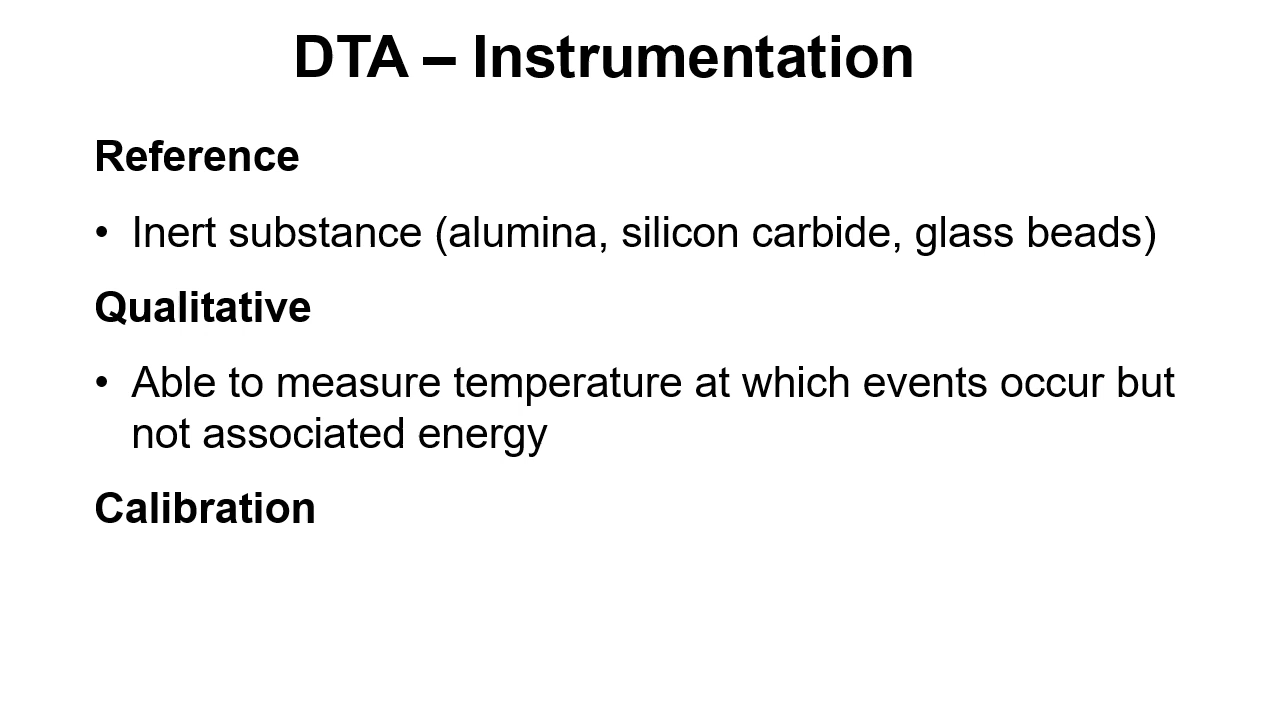 DTA – Instrumentation
Reference
• Inert substance (alumina, silicon carbide, glass beads)
Qualitative
• Able to measure temperature at which events occur but
not associated energy
Calibration